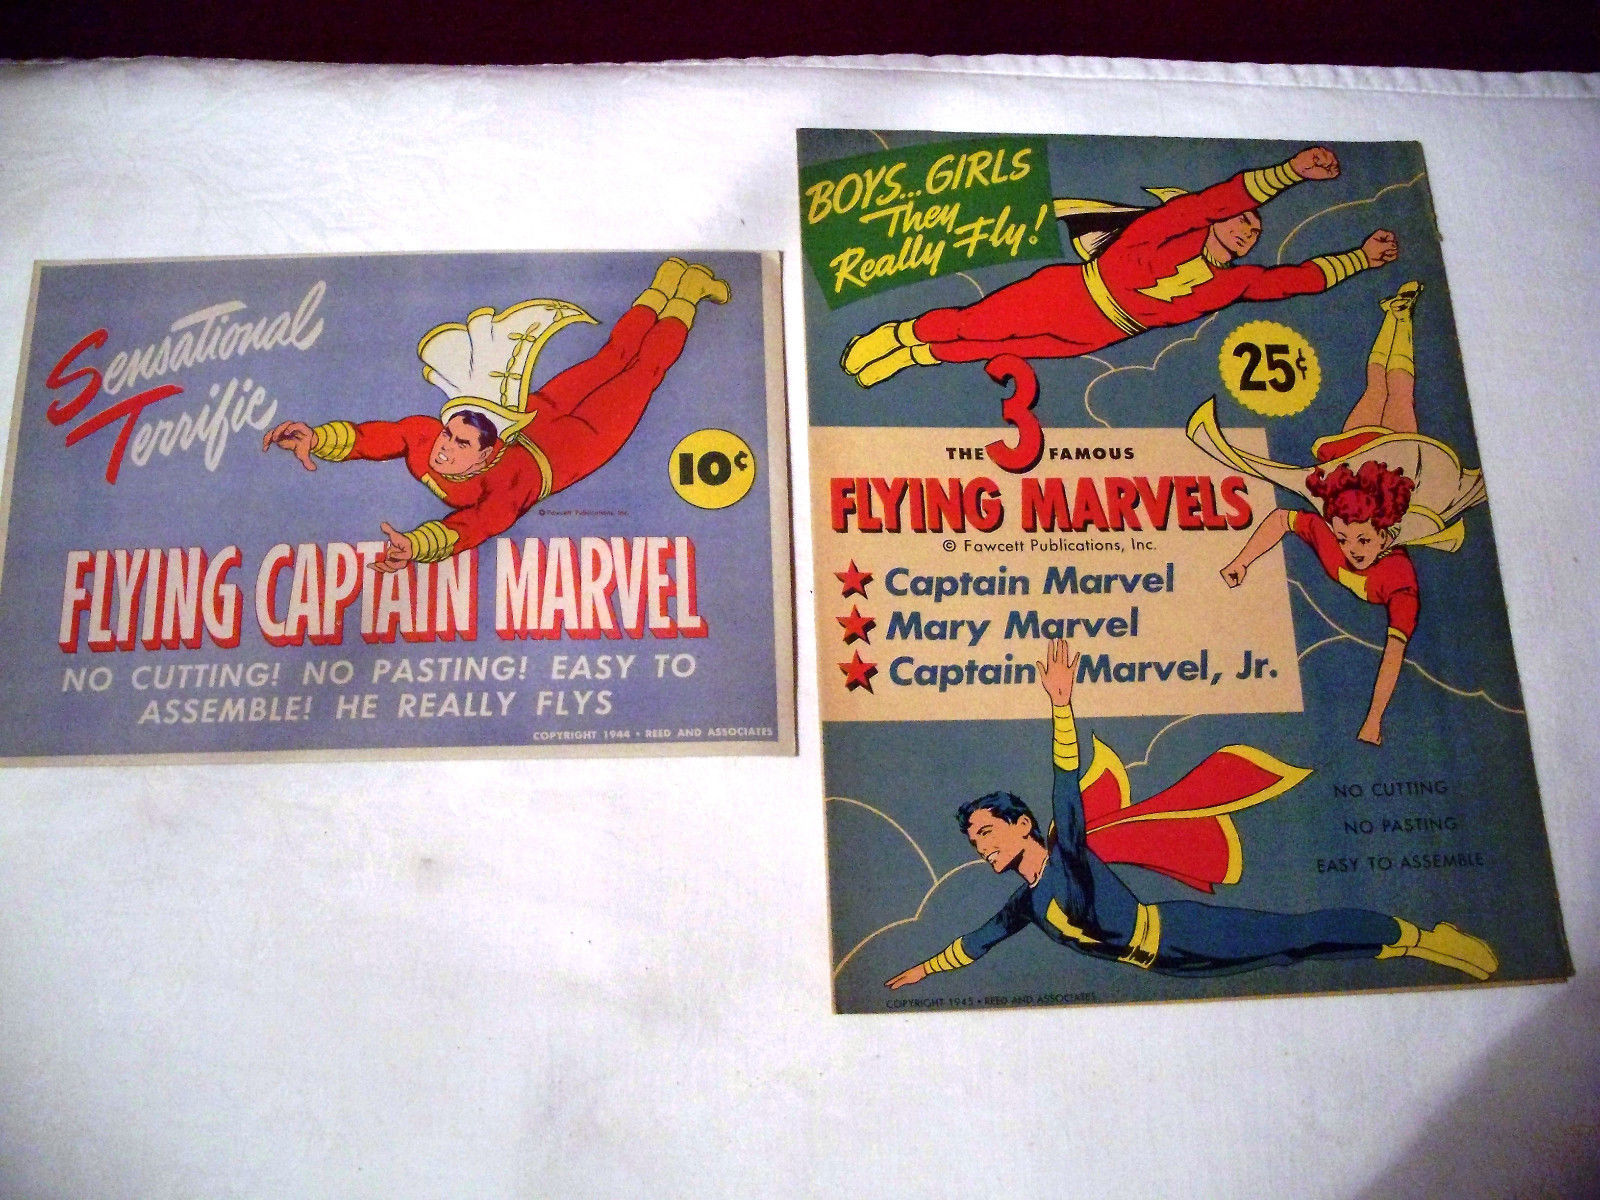 Sensational
Terrific
10¢
© Fawcett Publications, Inc.
FLYING CAPTAIN MARVEL
NO CUTTING! NO PASTING! EASY TO
ASSEMBLE! HE REALLY FLYS
COPYRIGHT 1944 • REED AND ASSOCIATES
BOYS... GIRLS
They
Really Fly!
25¢
THE 3 FAMOUS
FLYING MARVELS
© Fawcett Publications, Inc.
★ Captain Marvel
★ Mary Marvel
★ Captain Marvel, Jr.
NO CUTTING
NO PASTING
EASY TO ASSEMBLE
COPYRIGHT 1945 • REED AND ASSOCIATES